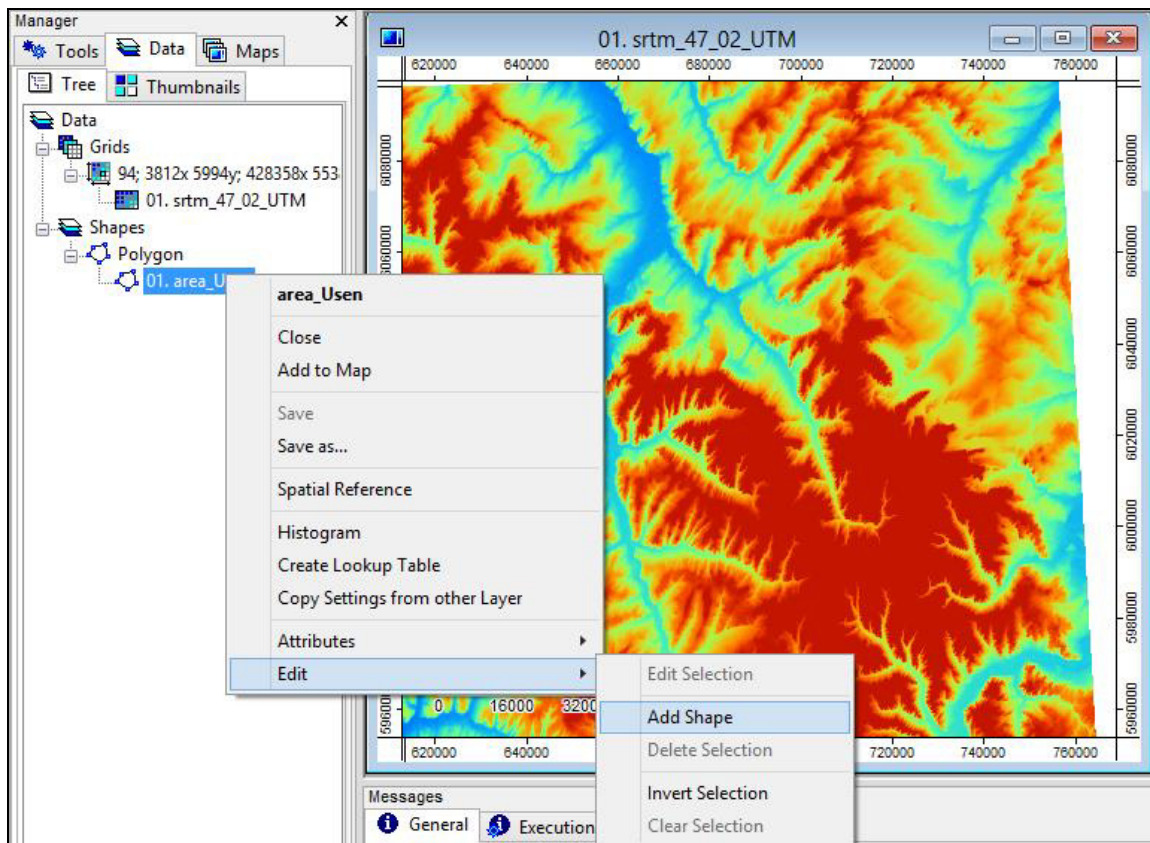 Manager
Tools Data Maps
Tree Thumbnails
Data
Grids
94; 3812x 5994y; 428358x 553
01. srtm_47_02_UTM
Shapes
Polygon
01. area_U
area_Usen
Close
Add to Map
Save
Save as...
Spatial Reference
Histogram
Create Lookup Table
Copy Settings from other Layer
Attributes
Edit
Edit Selection
Add Shape
Delete Selection
Invert Selection
Clear Selection
01. srtm_47_02_UTM
620000 640000 660000 680000 700000 720000 740000 760000
6080000
6060000
5960000
6080000
6060000
6040000
6020000
6000000
5980000
5960000
0 16000 3200
620000 640000 720000 740000 760000
Messages
General Execution